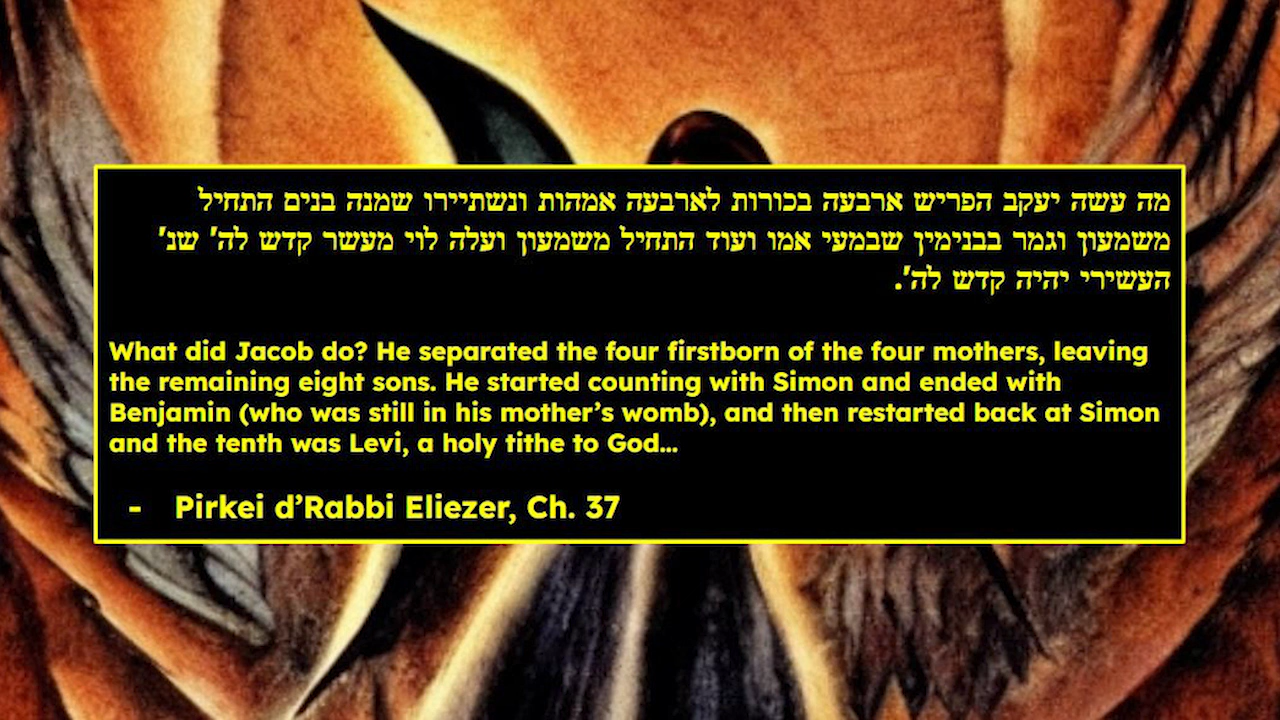 מה עשה יעקב הפריש ארבעה בכורות לארבעה אמהות ונשתיירו שמנה בנים התחיל
משמעון וגמר בבנימין שבמעי אמו ועוד התחיל משמעון ועלה לוי מעשר קדש לה' שנ'
העשירי יהיה קדש לה'.
What did Jacob do? He separated the four firstborn of the four mothers, leaving
the remaining eight sons. He started counting with Simon and ended with
Benjamin (who was still in his mother’s womb), and then restarted back at Simon
and the tenth was Levi, a holy tithe to God…
- Pirkei d’Rabbi Eliezer, Ch. 37